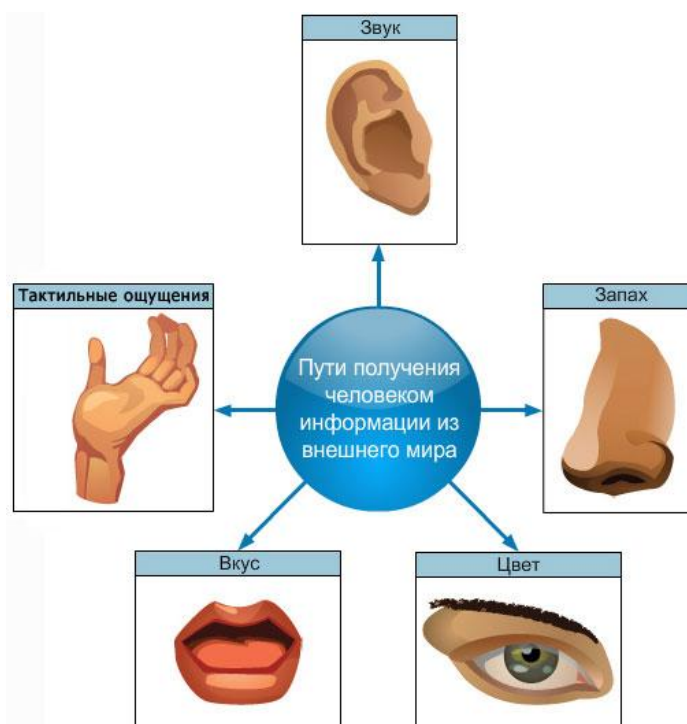 Звук
Тактильные ощущения
Запах
Пути получения
человеком
информации из
внешнего мира
Вкус
Цвет